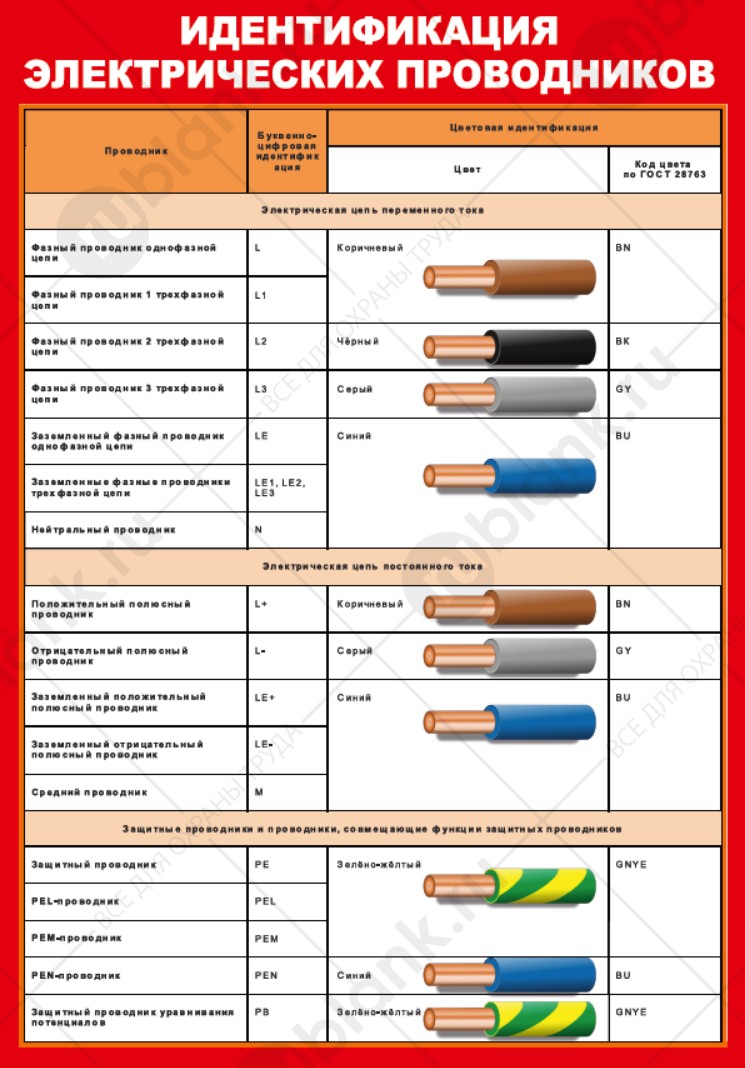 ИДЕНТИФИКАЦИЯ
ЭЛЕКТРИЧЕСКИХ ПРОВОДНИКОВ
Проводник
Буквенно-
цифровая
идентифик
ация
Цветовая идентификация
Цвет
Код цвета
по ГОСТ 28763
Электрическая цепь переменного тока
Фазный проводник однофазной
цепи
L
Коричневый
BN
Фазный проводник 1 трехфазной
цепи
L1
Фазный проводник 2 трехфазной
цепи
L2
Чёрный
BK
Фазный проводник 3 трехфазной
цепи
L3
Серый
GY
Заземленный фазный проводник
однофазной цепи
LE
Синий
BU
Заземленные фазные проводники
трехфазной цепи
LE1, LE2,
LE3
Нейтральный проводник
N
Электрическая цепь постоянного тока
Положительный полюсный
проводник
L+
Коричневый
BN
Отрицательный полюсный
проводник
L-
Серый
GY
Заземленный положительный
полюсный проводник
LE+
Синий
BU
Заземленный отрицательный
полюсный проводник
LE-
Средний проводник
M
Защитные проводники и проводники, совмещающие функции защитных проводников
Защитный проводник
PE
Зелёно-жёлтый
GNYE
PEL-проводник
PEL
PEM-проводник
PEM
PEN-проводник
PEN
Синий
BU
Защитный проводник уравнивания
потенциалов
PB
Зелёно-жёлтый
GNYE
blank.ru
ВСЕ ДЛЯ ОХРАНЫ ТРУДА